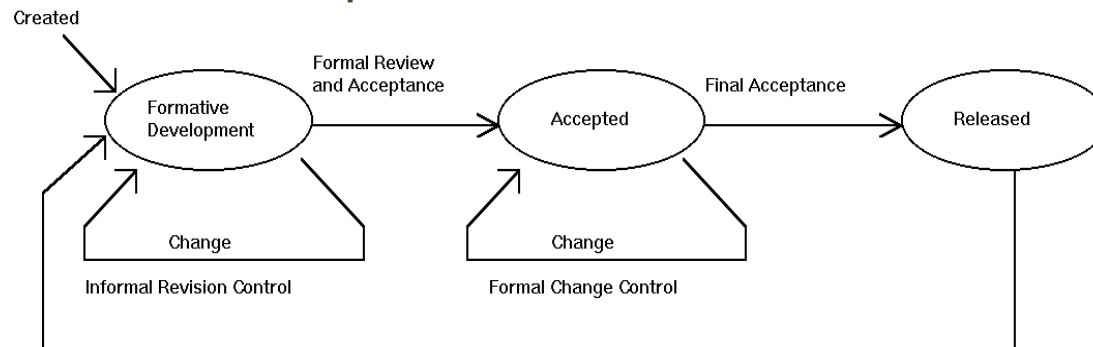 Created
Formal Review
and Acceptance
Final Acceptance
Formative
Development
Accepted
Released
Change
Change
Informal Revision Control
Formal Change Control